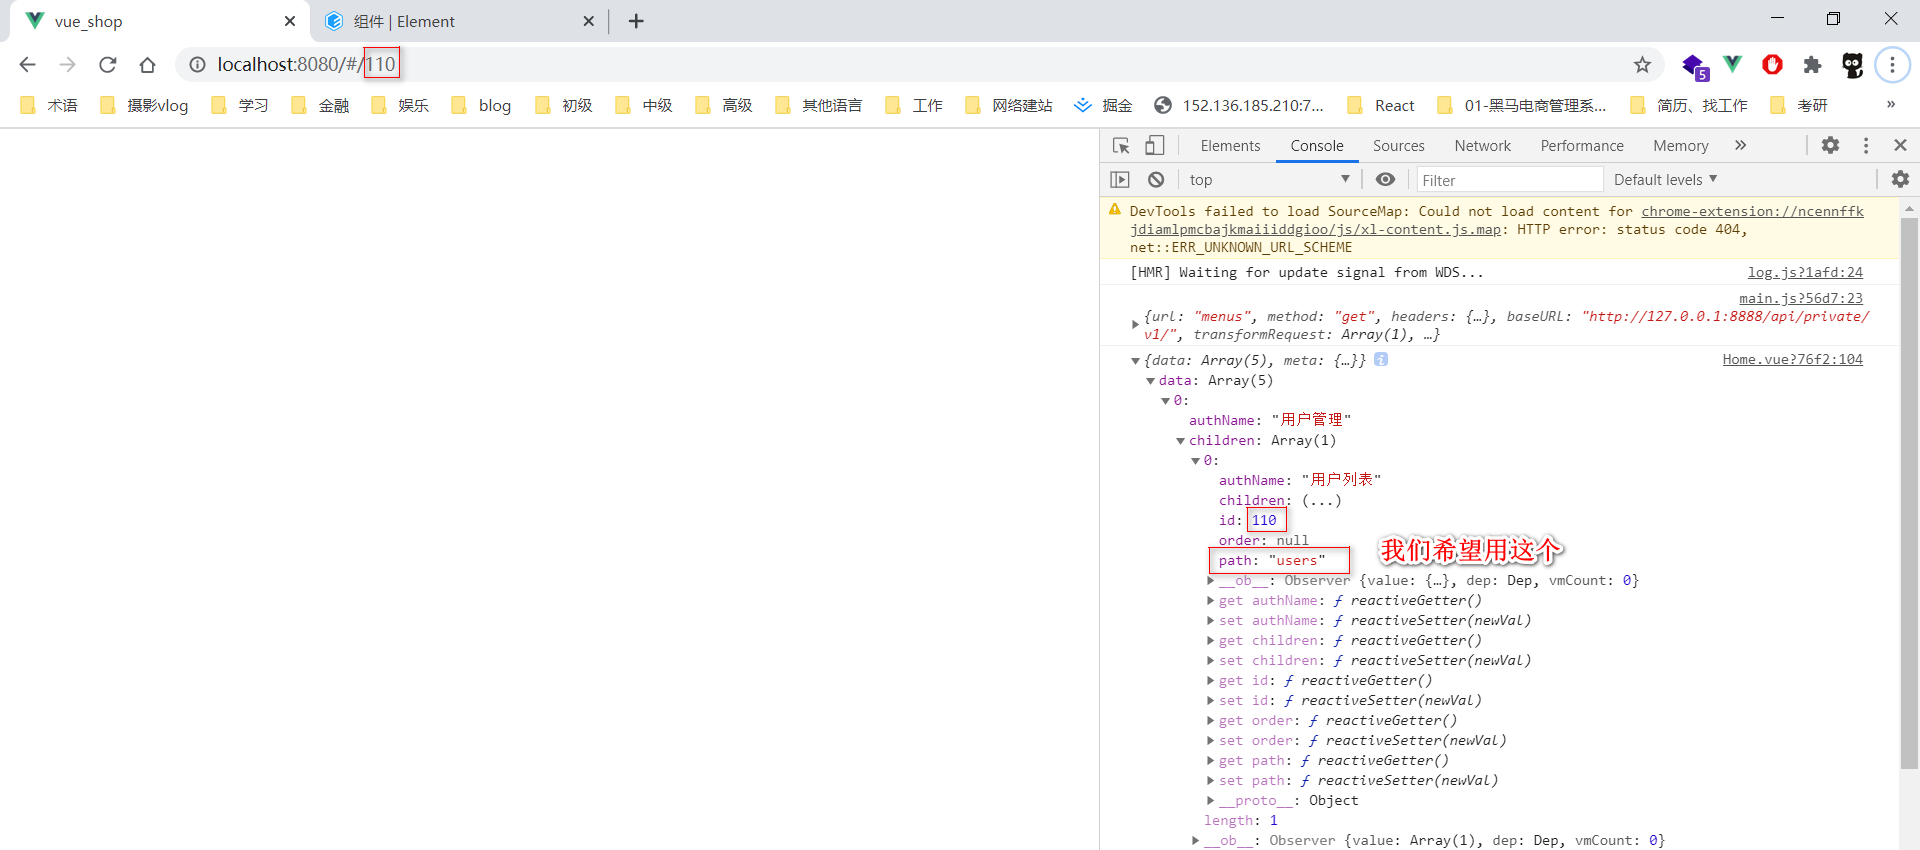 vue_shop
组件 | Element
localhost:8080/#/110
5
术语
摄影vlog
学习
金融
娱乐
blog
初级
中级
高级
其他语言
工作
网络建站
掘金
152.136.185.210:7...
React
01-黑马电商管理系...
简历、找工作
考研
»
Elements
Console
Sources
Network
Performance
Memory
»
top
Filter
Default levels
DevTools failed to load SourceMap: Could not load content for chrome-extension://ncennffk
jdiamlpmcbajkmaiiiddgioo/js/xl-content.js.map: HTTP error: status code 404,
net::ERR_UNKNOWN_URL_SCHEME
[HMR] Waiting for update signal from WDS...
log.js?1afd:24
main.js?56d7:23
{url: "menus", method: "get", headers: {…}, baseURL: "http://127.0.0.1:8888/api/private/
v1/", transformRequest: Array(1), …}
{data: Array(5), meta: {…}} i
Home.vue?76f2:104
data: Array(5)
0:
authName: "用户管理"
children: Array(1)
0:
authName: "用户列表"
children: (...)
id: 110
order: null
path: "users"
我们希望用这个
__ob__: Observer {value: {…}, dep: Dep, vmCount: 0}
get authName: ƒ reactiveGetter()
set authName: ƒ reactiveSetter(newVal)
get children: ƒ reactiveGetter()
set children: ƒ reactiveSetter(newVal)
get id: ƒ reactiveGetter()
set id: ƒ reactiveSetter(newVal)
get order: ƒ reactiveGetter()
set order: ƒ reactiveSetter(newVal)
get path: ƒ reactiveGetter()
set path: ƒ reactiveSetter(newVal)
__proto__: Object
length: 1
__ob__: Observer {value: Array(1), dep: Dep, vmCount: 0}